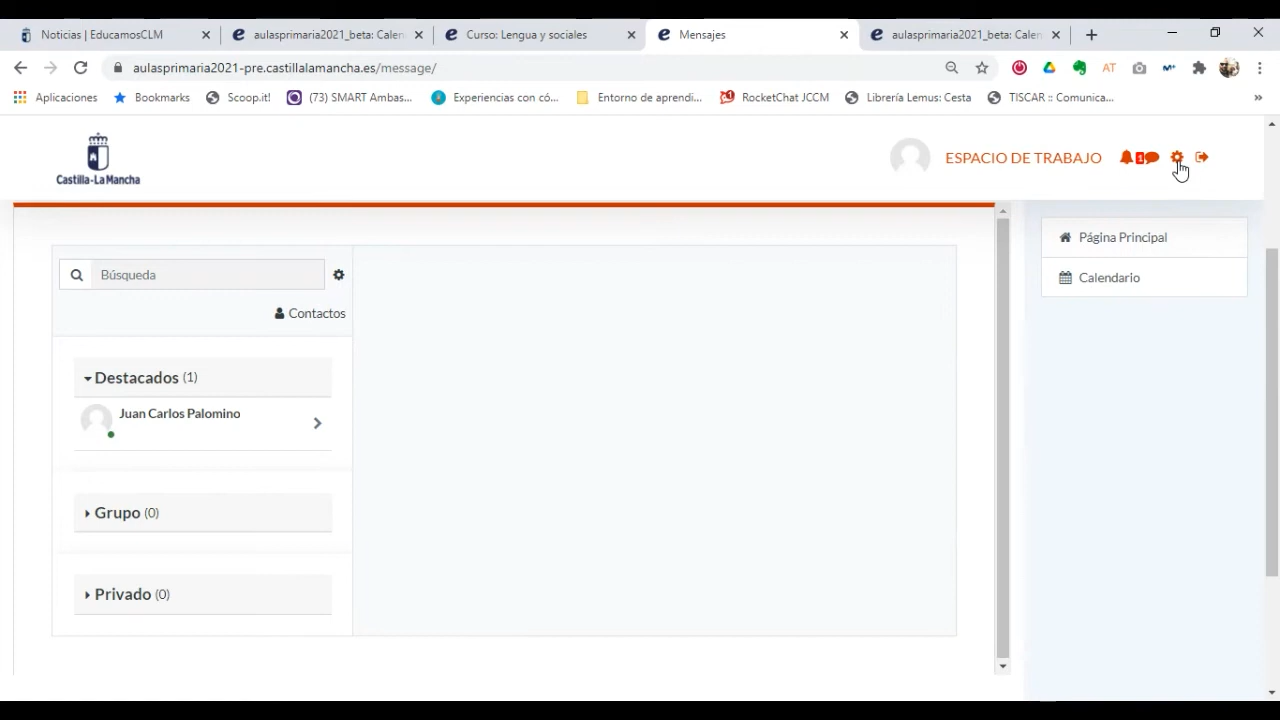 Noticias | EducamosCLM
aulasprimaria2021_beta: Calen
Curso: Lengua y sociales
Mensajes
aulasprimaria2021_beta: Calen
aulasprimaria2021-pre.castillalamancha.es/message/
AT
M+
Aplicaciones
Bookmarks
Scoop.it!
(73) SMART Ambas...
Experiencias con có...
Entorno de aprendi...
RocketChat JCCM
Librería Lemus: Cesta
TISCAR :: Comunica...
»
Castilla-La Mancha
ESPACIO DE TRABAJO
1
Búsqueda
Contactos
Destacados (1)
Juan Carlos Palomino
Grupo (0)
Privado (0)
Página Principal
Calendario